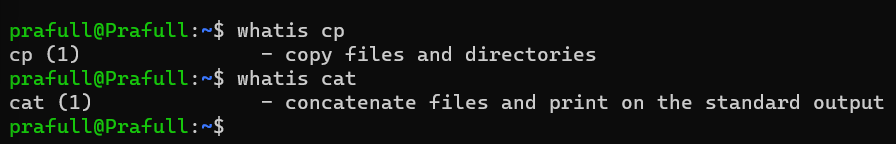 prafull@Prafull:~$ whatis cp
cp (1)               - copy files and directories
prafull@Prafull:~$ whatis cat
cat (1)              - concatenate files and print on the standard output
prafull@Prafull:~$